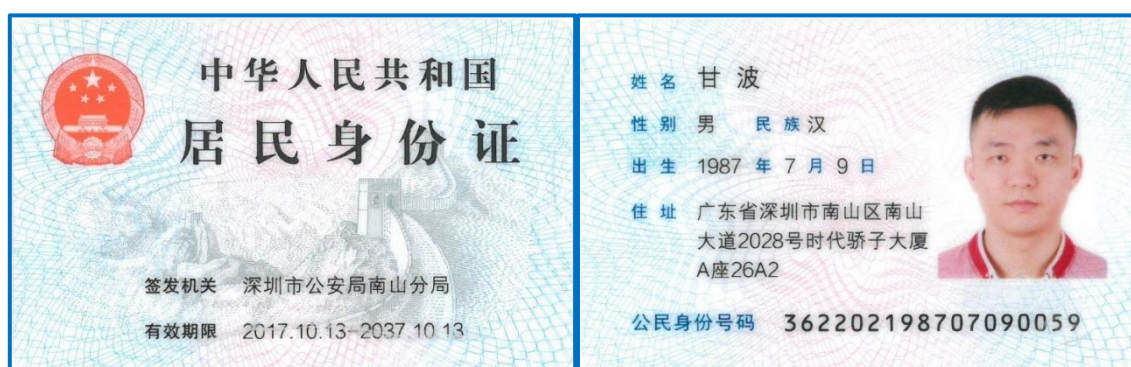 中华人民共和国
居民身份证
签发机关 深圳市公安局南山分局
有效期限 2017.10.13-2037.10.13
姓名 甘波
性别 男 民族 汉
出生 1987 年 7 月 9 日
住址 广东省深圳市南山区南山
大道2028号时代骄子大厦
A座26A2
公民身份号码 362202198707090059